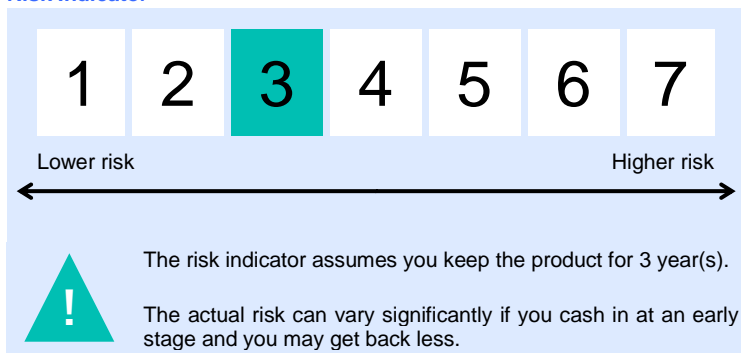 Risk Indicator
1 2 3 4 5 6 7
Lower risk Higher risk
The risk indicator assumes you keep the product for 3 year(s).
!
The actual risk can vary significantly if you cash in at an early
stage and you may get back less.